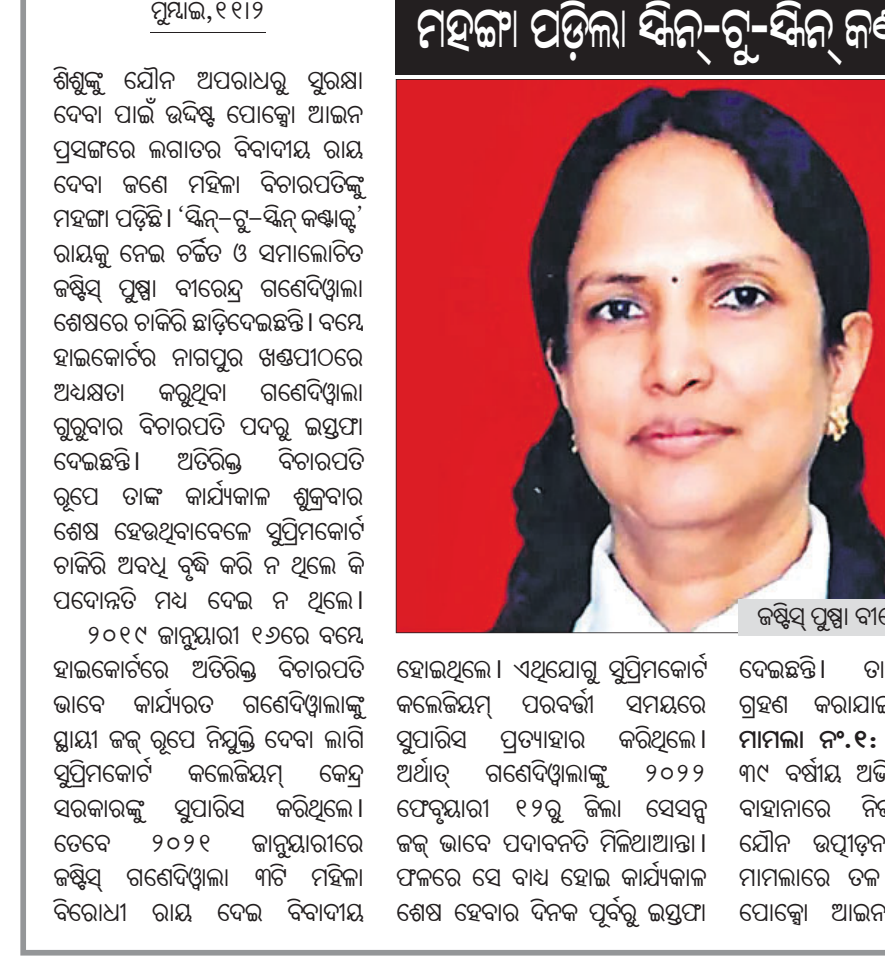 ମୁମ୍ବାଇ,୧୧।୨
ମହଙ୍ଗା ପଡ଼ିଲା ସ୍କିନ୍-ଟୁ-ସ୍କିନ୍
ଶିଶୁଙ୍କୁ ଯୌନ ଅପରାଧରୁ ସୁରକ୍ଷା
ଦେବା ପାଇଁ ଉଦ୍ଦିଷ୍ଟ ପୋକ୍ସୋ ଆଇନ
ପ୍ରସଙ୍ଗରେ ଲଗାତର ବିବାଦୀୟ ରାୟ
ଦେବା ଜଣେ ମହିଳା ବିଚାରପତିଙ୍କୁ
ମହଙ୍ଗା ପଡ଼ିଛି। ‘ସ୍କିନ୍-ଟୁ-ସ୍କିନ୍ କଣ୍ଟାକ୍ଟ’
ରାୟକୁ ନେଇ ଚର୍ଚ୍ଚିତ ଓ ସମାଲୋଚିତ
ଜଷ୍ଟିସ୍ ପୁଷ୍ପା ବୀରେନ୍ଦ୍ର ଗଣେଦିୱାଲା
ଶେଷରେ ଚାକିରି ଛାଡ଼ିଦେଇଛନ୍ତି। ବମ୍ବେ
ହାଇକୋର୍ଟର ନାଗପୁର ଖଣ୍ଡପୀଠରେ
ଅଧ୍ୟକ୍ଷତା କରୁଥିବା ଗଣେଦିୱାଲା
ଗୁରୁବାର ବିଚାରପତି ପଦରୁ ଇସ୍ତଫା
ଦେଇଛନ୍ତି। ଅତିରିକ୍ତ ବିଚାରପତି
ରୂପେ ତାଙ୍କ କାର୍ଯ୍ୟକାଳ ଶୁକ୍ରବାର
ଶେଷ ହେଉଥିବାବେଳେ ସୁପ୍ରିମକୋର୍ଟ
ଚାକିରି ଅବଧି ବୃଦ୍ଧି କରି ନ ଥିଲେ କି
ପଦୋନ୍ନତି ମଧ୍ୟ ଦେଇ ନ ଥିଲେ।
୨୦୧୯ ଜାନୁୟାରୀ ୧୬ରେ ବମ୍ବେ
ହାଇକୋର୍ଟରେ ଅତିରିକ୍ତ ବିଚାରପତି
ଭାବେ କାର୍ଯ୍ୟରତ ଗଣେଦିୱାଲାଙ୍କୁ
ସ୍ଥାୟୀ ଜଜ୍ ରୂପେ ନିଯୁକ୍ତି ଦେବା ଲାଗି
ସୁପ୍ରିମକୋର୍ଟ କଲେଜିୟମ୍ କେନ୍ଦ୍ର
ସରକାରଙ୍କୁ ସୁପାରିସ କରିଥିଲେ।
ତେବେ ୨୦୨୧ ଜାନୁୟାରୀରେ
ଜଷ୍ଟିସ୍ ଗଣେଦିୱାଲା ୩ଟି ମହିଳା
ବିରୋଧୀ ରାୟ ଦେଇ ବିବାଦୀୟ
ଜଷ୍ଟିସ୍ ପୁଷ୍ପା
ହୋଇଥିଲେ। ଏଥିଯୋଗୁ ସୁପ୍ରିମକୋର୍ଟ
କଲେଜିୟମ୍ ପରବର୍ତ୍ତୀ ସମୟରେ
ସୁପାରିସ ପ୍ରତ୍ୟାହାର କରିଥିଲେ।
ଅର୍ଥାତ୍ ଗଣେଦିୱାଲାଙ୍କୁ ୨୦୨୨
ଫେବୃୟାରୀ ୧୨ରୁ ଜିଲା ସେସନ୍ସ
ଜଜ୍ ଭାବେ ପଦାବନତି ମିଳିଥାଆନ୍ତା।
ଫଳରେ ସେ ବାଧ୍ୟ ହୋଇ କାର୍ଯ୍ୟକାଳ
ଶେଷ ହେବାର ଦିନକ ପୂର୍ବରୁ ଇସ୍ତଫା
ଦେଇଛନ୍ତି।
ଗ୍ରହଣ
ମାମଲା ନଂ.୧:
୩୯ ବର୍ଷୀୟ
ବାହାନାରେ
ଯୌନ ଉତ୍ପୀଡ଼ନ
ମାମଲାରେ ତଳ
ପୋକ୍ସୋ ଆଇନ